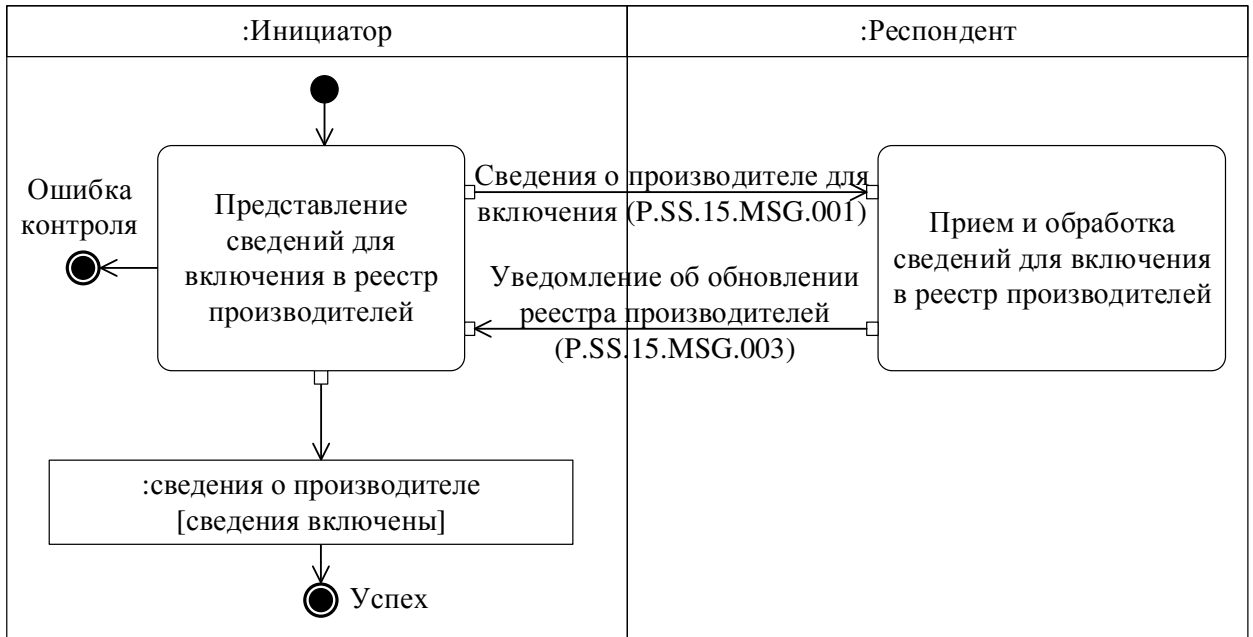 :Инициатор
:Респондент
Ошибка
контроля
Представление
сведений для
включения в реестр
производителей
Сведения о производителе для
включения (P.SS.15.MSG.001)
Уведомление об обновлении
реестра производителей
(P.SS.15.MSG.003)
Прием и обработка
сведений для включения
в реестр производителей
:сведения о производителе
[сведения включены]
Успех